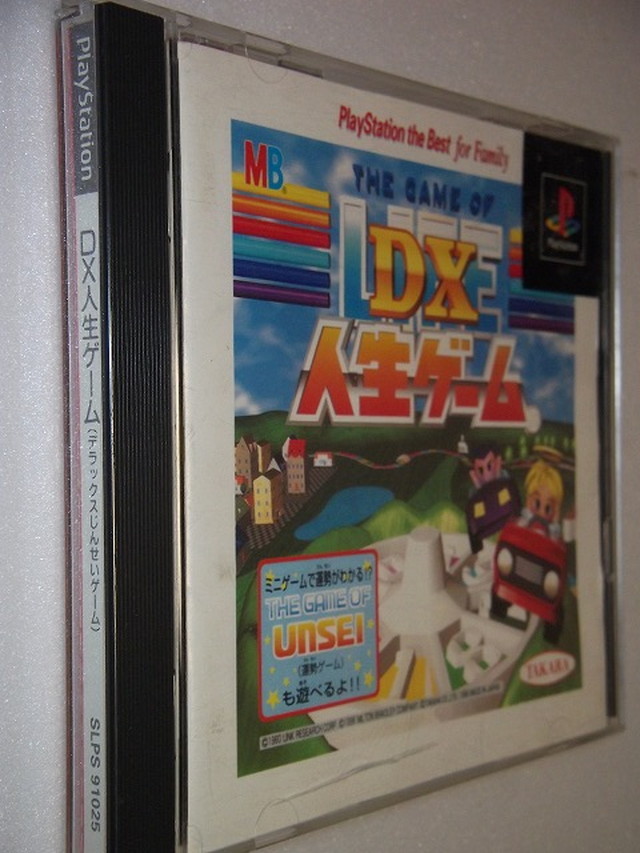 PlayStation
DX人生ゲーム(デラックスじんせいゲーム)
SLPS 91025
PlayStation the Best for Family
MB
PlayStation
THE GAME OF
LIFE
DX
人生ゲーム
ミニゲームで運勢がわかる!?
THE GAME OF
UNSEI
(運勢ゲーム)
も遊べるよ!!
TAKARA